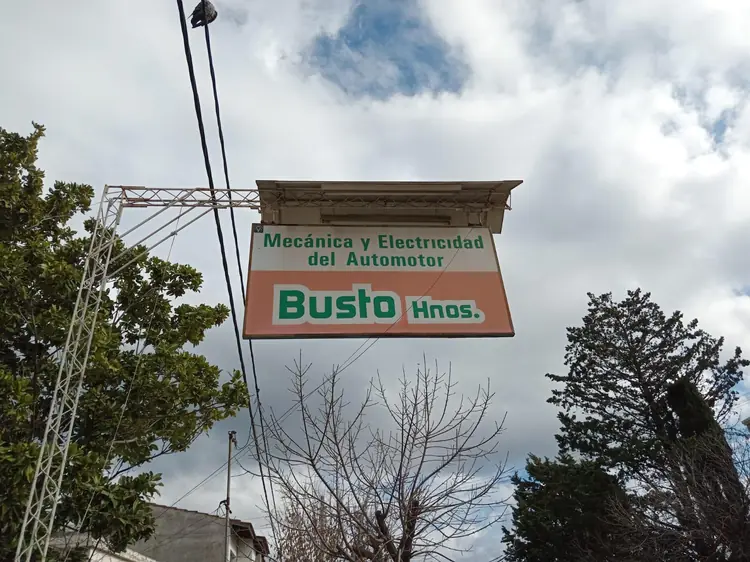 Mecánica y Electricidad
del Automotor
Busto Hnos.